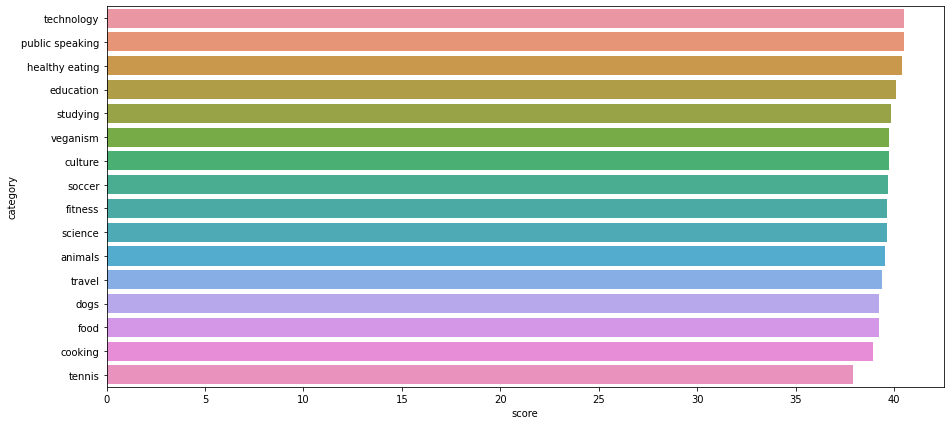 technology
public speaking
healthy eating
education
studying
veganism
culture
soccer
fitness
science
animals
travel
dogs
food
cooking
tennis
category
0 5 10 15 20 25 30 35 40
score